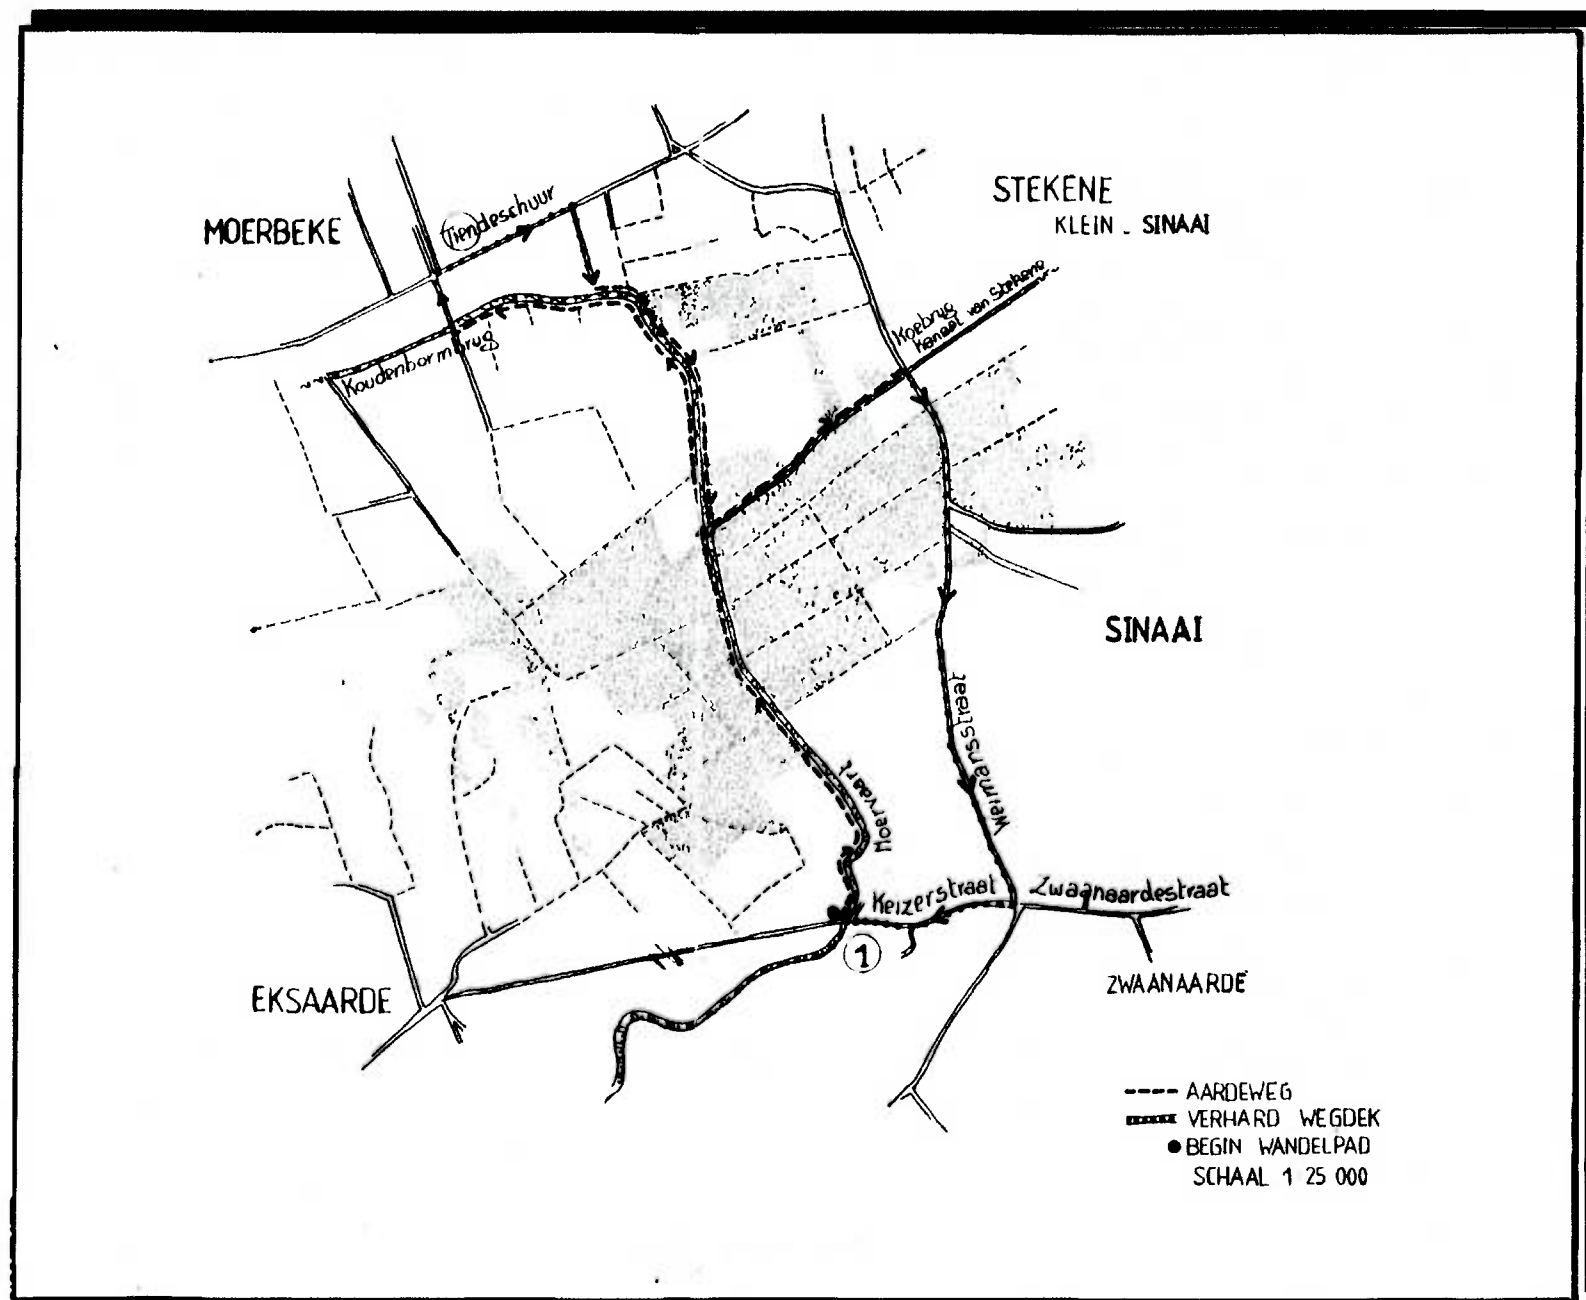 STEKENE
KLEIN - SINAAI
MOERBEKE
Tiendeschuur
Koebrug
Kanaal van Stekene
Koudenbormbrug
SINAAI
Weimansstraat
Moervaart
Keizerstraat
Zwaanaardestraat
1
ZWAANAARDE
EKSAARDE
AARDEWEG
VERHARD WEGDEK
BEGIN WANDELPAD
SCHAAL 1 25 000